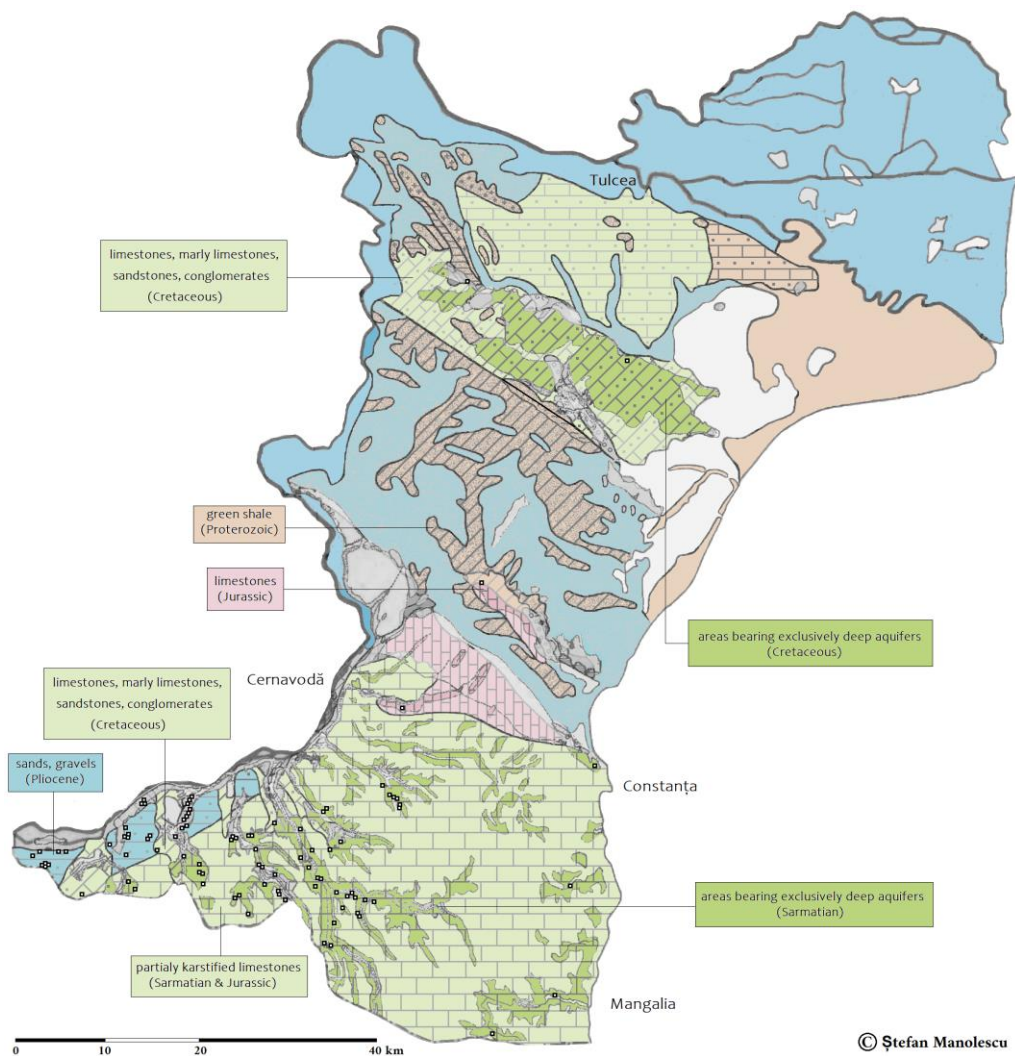 Tulcea
limestones, marly limestones,
sandstones, conglomerates
(Cretaceous)
green shale
(Proterozoic)
limestones
(Jurassic)
areas bearing exclusively deep aquifers
(Cretaceous)
Cernavodă
limestones, marly limestones,
sandstones, conglomerates
(Cretaceous)
sands, gravels
(Pliocene)
Constanța
areas bearing exclusively deep aquifers
(Sarmatian)
partialy karstified limestones
(Sarmatian & Jurassic)
Mangalia
0 10 20 40 km
© Ștefan Manolescu